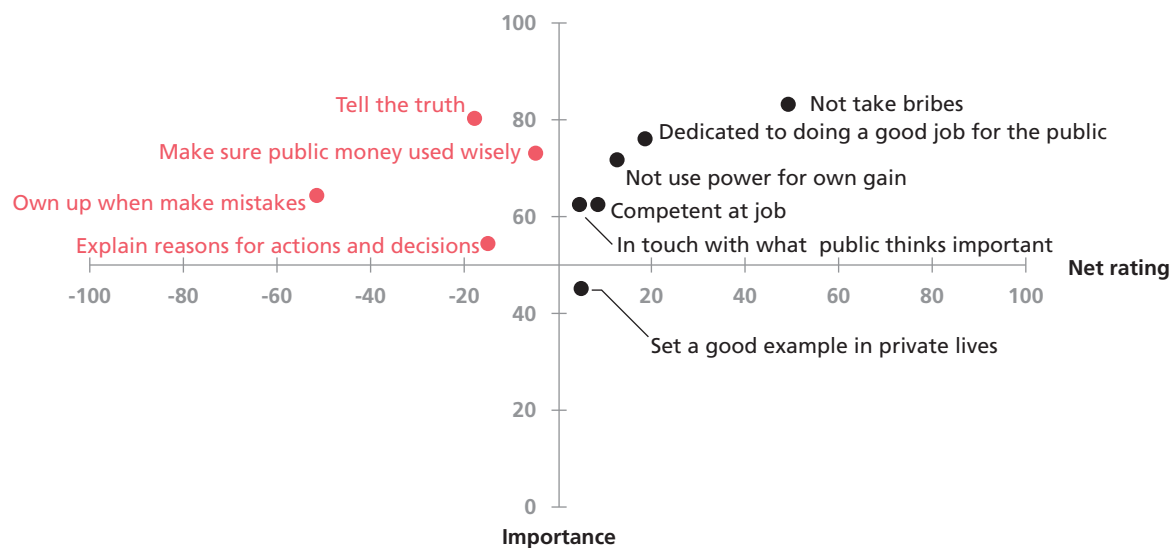 100
Tell the truth
Not take bribes
80
Dedicated to doing a good job for the public
Make sure public money used wisely
Not use power for own gain
Own up when make mistakes
60
Competent at job
Explain reasons for actions and decisions
In touch with what  public thinks important
Net rating
-100 -80 -60 -40 -20 20 40 60 80 100
40
Set a good example in private lives
20
0
Importance